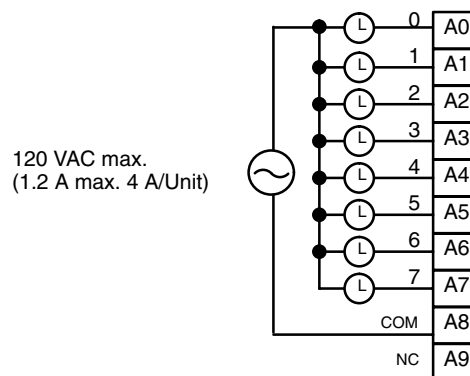 L 0 A0
L 1 A1
L 2 A2
L 3 A3
120 VAC max.
(1.2 A max. 4 A/Unit)
L 4 A4
L 5 A5
L 6 A6
L 7 A7
COM A8
NC A9